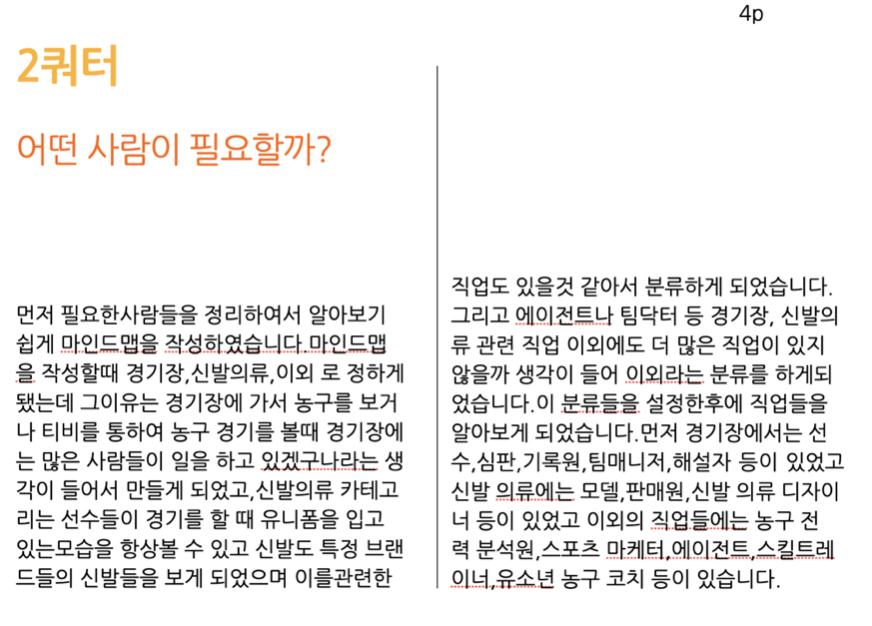 4p
2쿼터
어떤 사람이 필요할까?
먼저 필요한사람들을 정리하여서 알아보기
쉽게 마인드맵을 작성하였습니다.마인드맵
을 작성할때 경기장,신발의류,이외 로 정하게
됐는데 그이유는 경기장에 가서 농구를 보거
나 티비를 통하여 농구 경기를 볼때 경기장에
는 많은 사람들이 일을 하고 있겠구나라는 생
각이 들어서 만들게 되었고,신발의류 카테고
리는 선수들이 경기를 할 때 유니폼을 입고
있는모습을 항상볼 수 있고 신발도 특정 브랜
드들의 신발들을 보게 되었으며 이를관련한
직업도 있을것 같아서 분류하게 되었습니다.
그리고 에이전트나 팀닥터 등 경기장, 신발의
류 관련 직업 이외에도 더 많은 직업이 있지
않을까 생각이 들어 이외라는 분류를 하게되
었습니다.이 분류들을 설정한후에 직업들을
알아보게 되었습니다.먼저 경기장에서는 선
수,심판,기록원,팀매니저,해설자 등이 있었고
신발 의류에는 모델,판매원,신발 의류 디자이
너 등이 있었고 이외의 직업들에는 농구 전
력 분석원,스포츠 마케터,에이전트,스킬트레
이너,유소년 농구 코치 등이 있습니다.